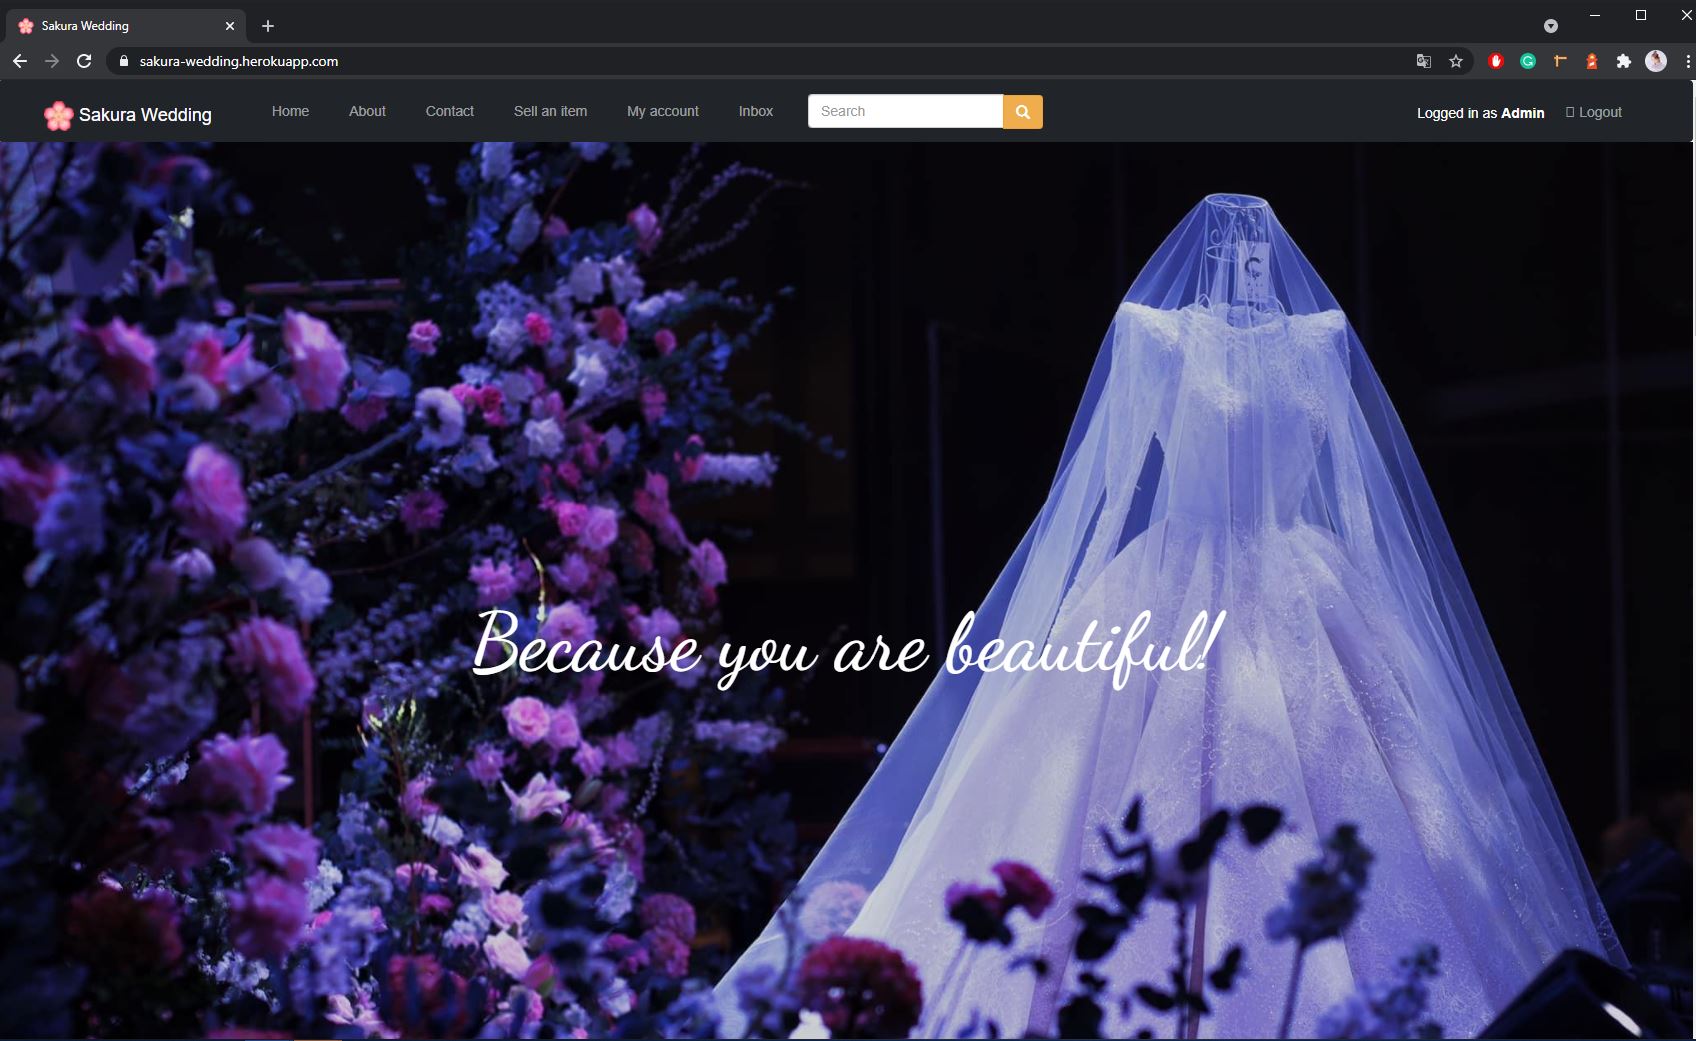 Sakura Wedding
sakura-wedding.herokuapp.com
Sakura Wedding Home About Contact Sell an item My account Inbox Search Logged in as Admin Logout
C
Because you are beautiful!